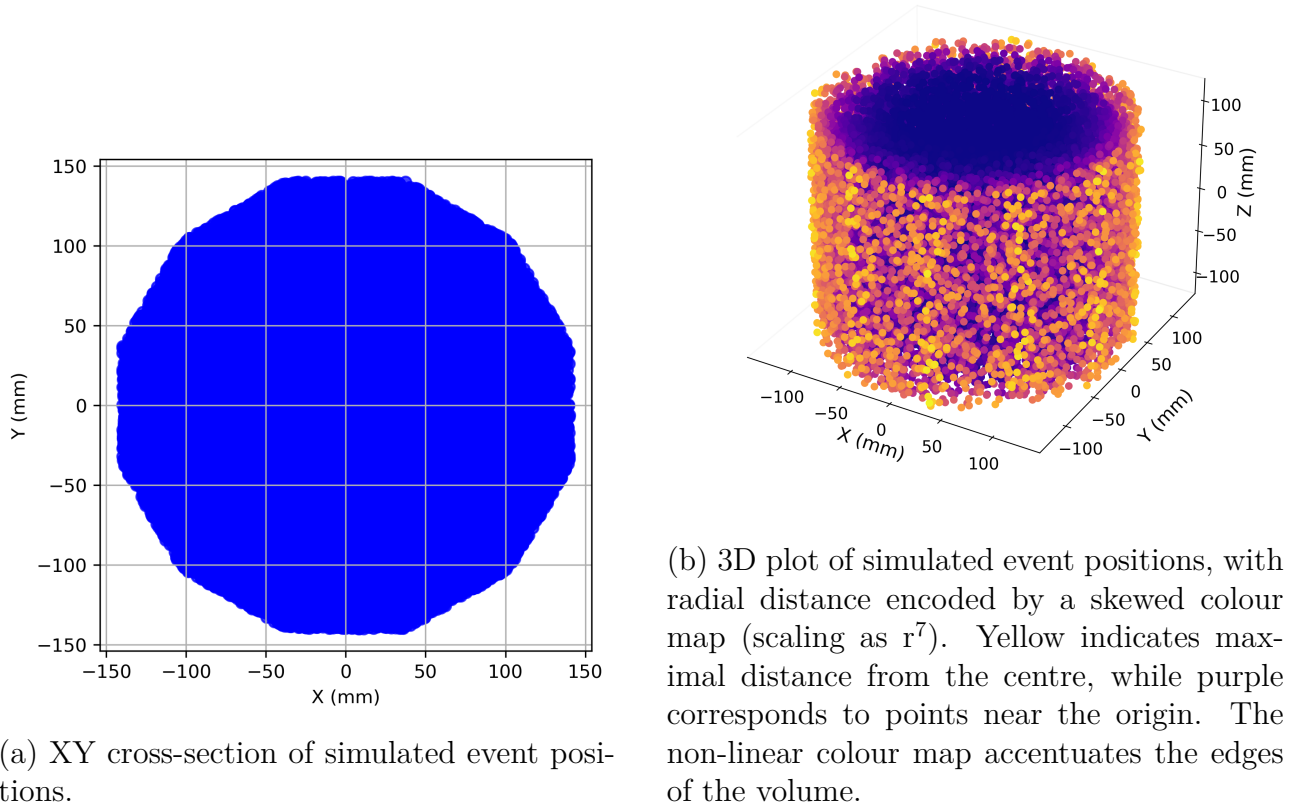 150
100
50
0
−50
−100
−150
Y (mm)
−150 −100 −50 0 50 100 150
X (mm)
(a) XY cross-section of simulated event posi-
tions.
100
50
0
−50
−100
Z (mm)
−100
−50
0
50
100
X (mm)
100
50
0
−50
−100
Y (mm)
(b) 3D plot of simulated event positions, with
radial distance encoded by a skewed colour
map (scaling as r⁷). Yellow indicates max-
imal distance from the centre, while purple
corresponds to points near the origin. The
non-linear colour map accentuates the edges
of the volume.